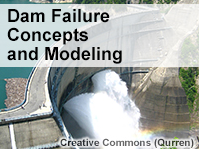 Dam Failure
Concepts
and Modeling
Creative Commons (Qurren)